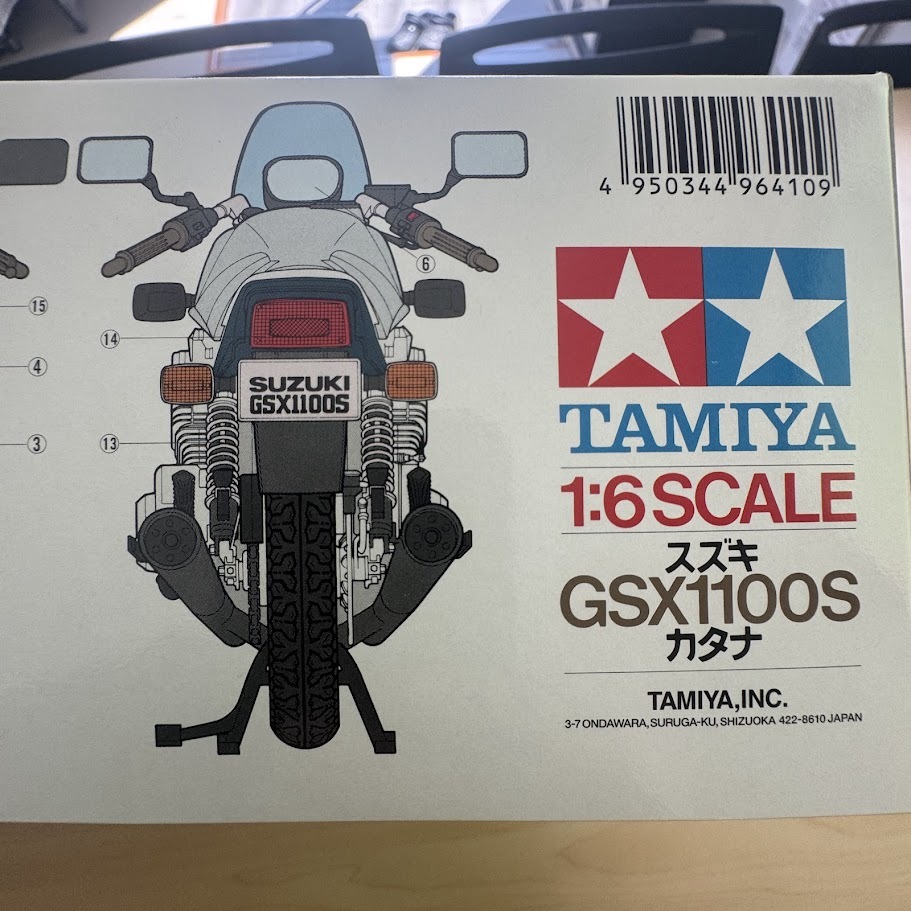 4 950344 964109
6
15
14
4
SUZUKI
GSX1100S
13
3
TAMIYA
1:6 SCALE
スズキ
GSX1100S
カタナ
TAMIYA,INC.
3-7 ONDAWARA, SURUGA-KU, SHIZUOKA 422-8610 JAPAN